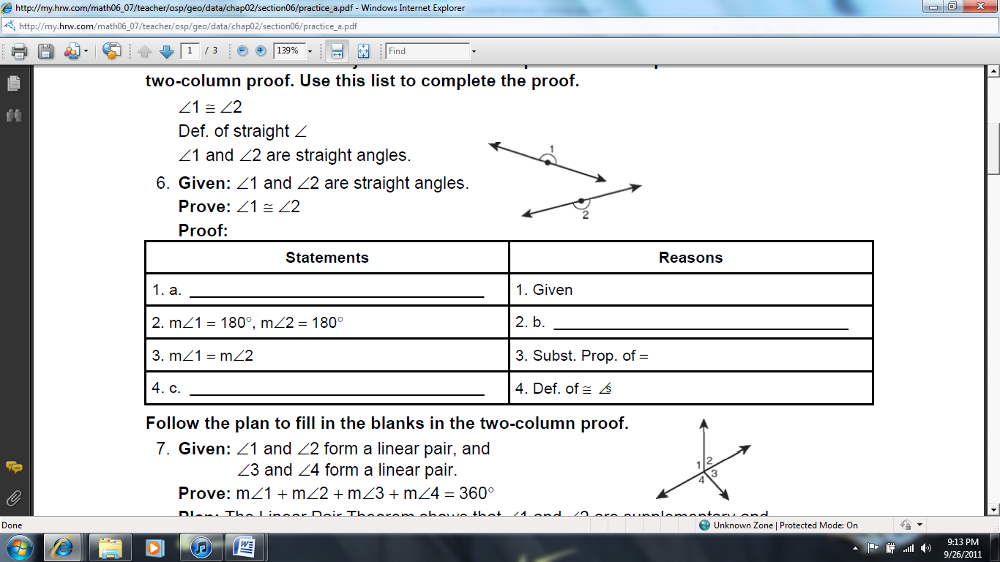 http://my.hrw.com/math06_07/teacher/osp/geo/data/chap02/section06/practice_a.pdf - Windows Internet Explorer
http://my.hrw.com/math06_07/teacher/osp/geo/data/chap02/section06/practice_a.pdf
1 / 3 139% Find
two-column proof. Use this list to complete the proof.
∠1 ≅ ∠2
Def. of straight ∠
∠1 and ∠2 are straight angles.
1
6. Given: ∠1 and ∠2 are straight angles.
Prove: ∠1 ≅ ∠2
2
Proof:
Statements Reasons
1. a. 1. Given
2. m∠1 = 180°, m∠2 = 180° 2. b.
3. m∠1 = m∠2 3. Subst. Prop. of =
4. c. 4. Def. of ≅ ∠s
Follow the plan to fill in the blanks in the two-column proof.
7. Given: ∠1 and ∠2 form a linear pair, and
∠3 and ∠4 form a linear pair.
1 2
3
4
Prove: m∠1 + m∠2 + m∠3 + m∠4 = 360°
Plan: The Linear Pair Theorem shows that ∠1 and ∠2 are supplementary and
Done Unknown Zone | Protected Mode: On
9:13 PM
9/26/2011